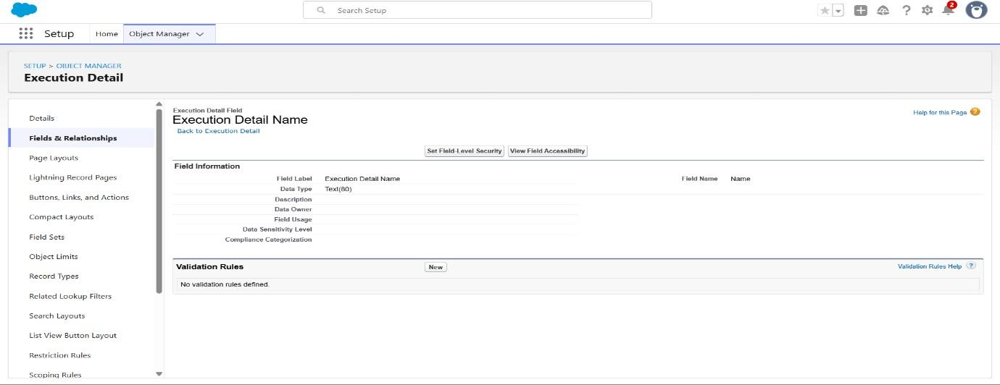 Search Setup
2
Setup
Home
Object Manager
SETUP > OBJECT MANAGER
Execution Detail
Details
Fields & Relationships
Page Layouts
Lightning Record Pages
Buttons, Links, and Actions
Compact Layouts
Field Sets
Object Limits
Record Types
Related Lookup Filters
Search Layouts
List View Button Layout
Restriction Rules
Scoping Rules
Execution Detail Field
Execution Detail Name
Back to Execution Detail
Help for this Page ?
Set Field-Level Security View Field Accessibility
Field Information
Field Label Execution Detail Name Field Name Name
Data Type Text(80)
Description
Data Owner
Field Usage
Data Sensitivity Level
Compliance Categorization
Validation Rules New Validation Rules Help ?
No validation rules defined.